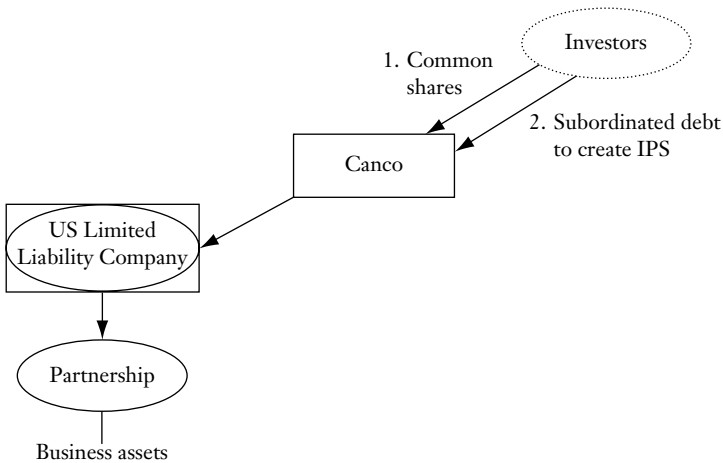 Investors
1. Common
shares
2. Subordinated debt
to create IPS
Canco
US Limited
Liability Company
Partnership
Business assets